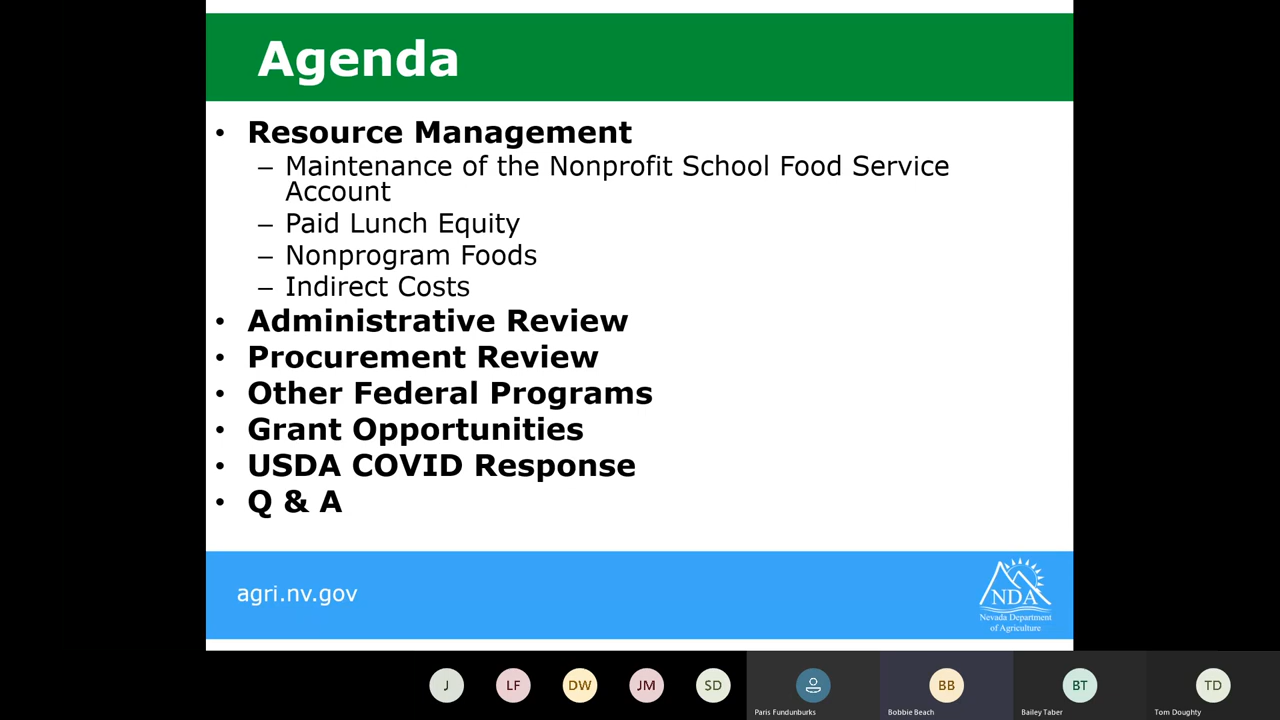 Agenda
• Resource Management
– Maintenance of the Nonprofit School Food Service
Account
– Paid Lunch Equity
– Nonprogram Foods
– Indirect Costs
• Administrative Review
• Procurement Review
• Other Federal Programs
• Grant Opportunities
• USDA COVID Response
• Q & A
agri.nv.gov
NDA
Nevada Department
of Agriculture
J LF DW JM SD BB BT TD
Paris Fundunburks Bobbie Beach Bailey Taber Tom Doughty